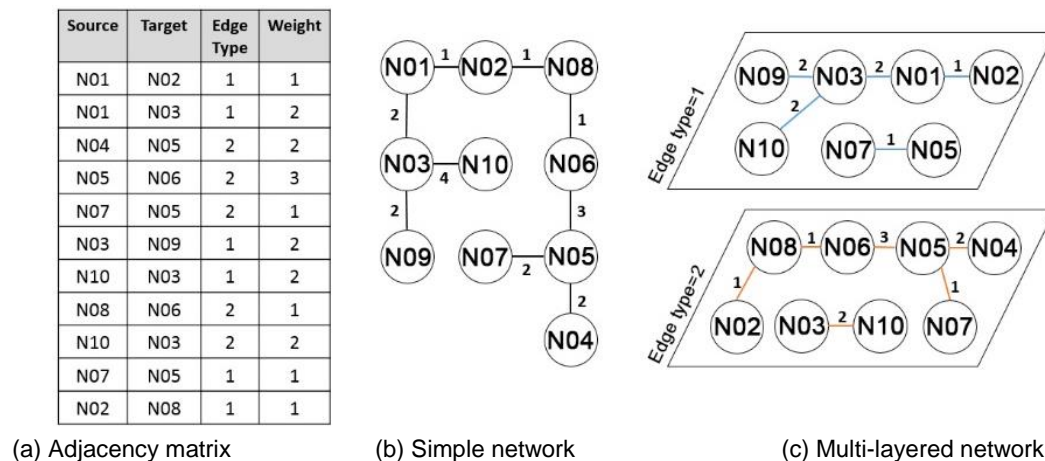 Source Target Edge Type Weight
N01 N02 1 1
N01 N03 1 2
N04 N05 2 2
N05 N06 2 3
N07 N05 2 1
N03 N09 1 2
N10 N03 1 2
N08 N06 2 1
N10 N03 2 2
N07 N05 1 1
N02 N08 1 1
(a) Adjacency matrix
N01 1 N02 1 N08
2 1
N03 4 N10 N06
2 3
N09 N07 2 N05
2
N04
(b) Simple network
Edge type=1
N09 2 N03 2 N01 1 N02
2
N10 N07 1 N05
Edge type=2
N08 1 N06 3 N05 2 N04
1 1
N02 N03 2 N10 N07
(c) Multi-layered network